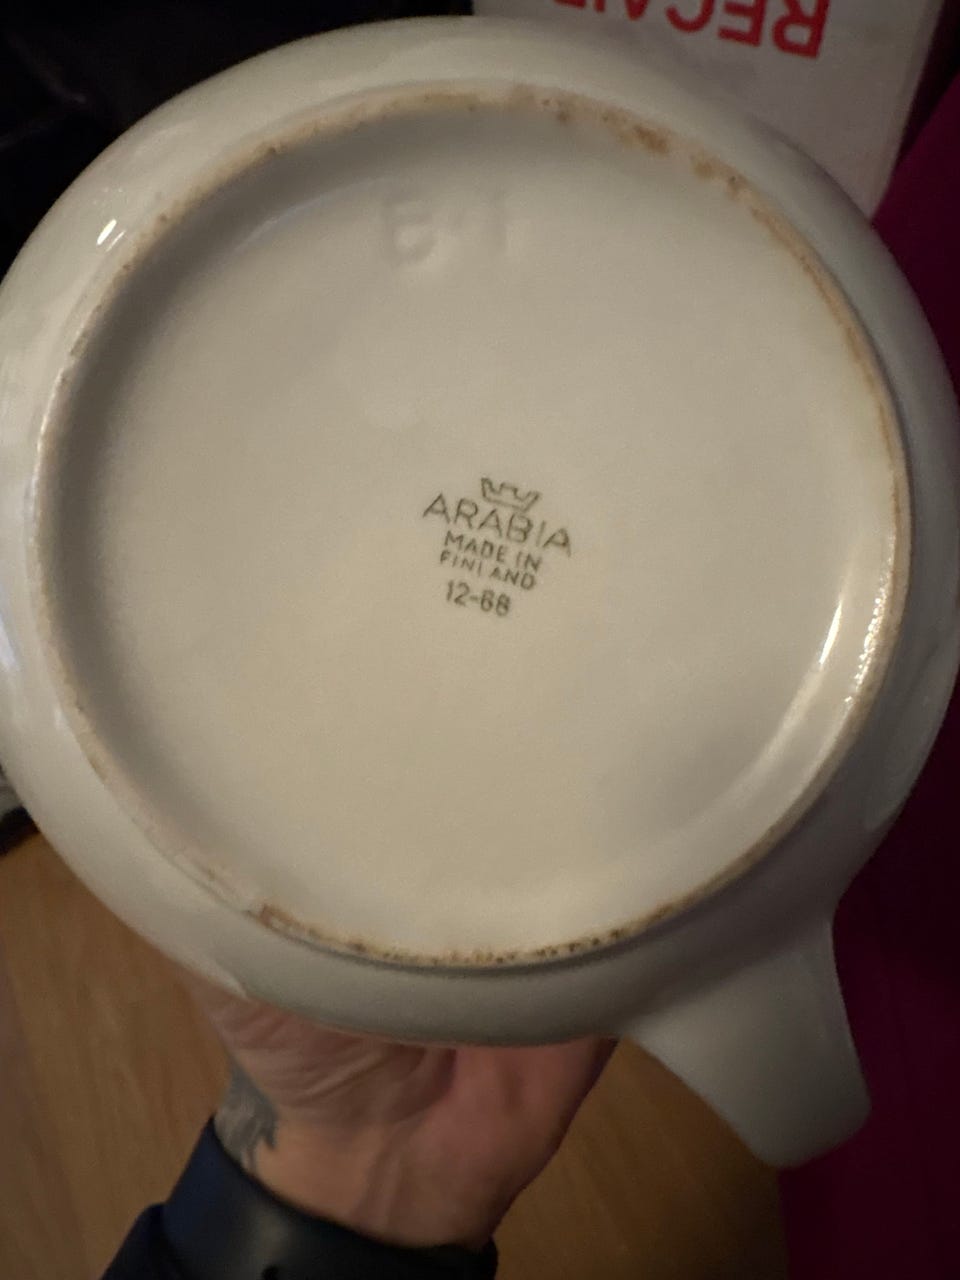 ARABIA
MADE IN
FINLAND
12-68